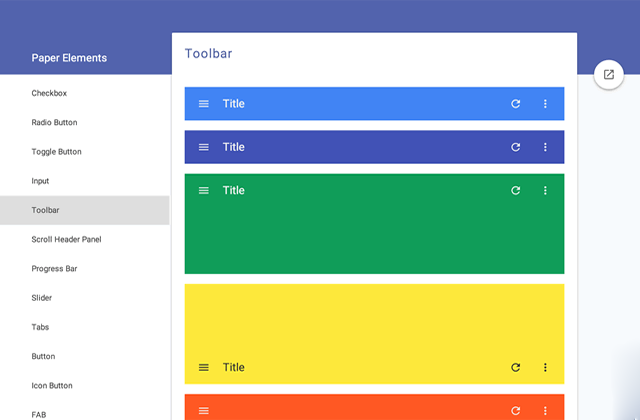 Paper Elements
Checkbox
Radio Button
Toggle Button
Input
Toolbar
Scroll Header Panel
Progress Bar
Slider
Tabs
Button
Icon Button
FAB
Toolbar
Title
Title
Title
Title